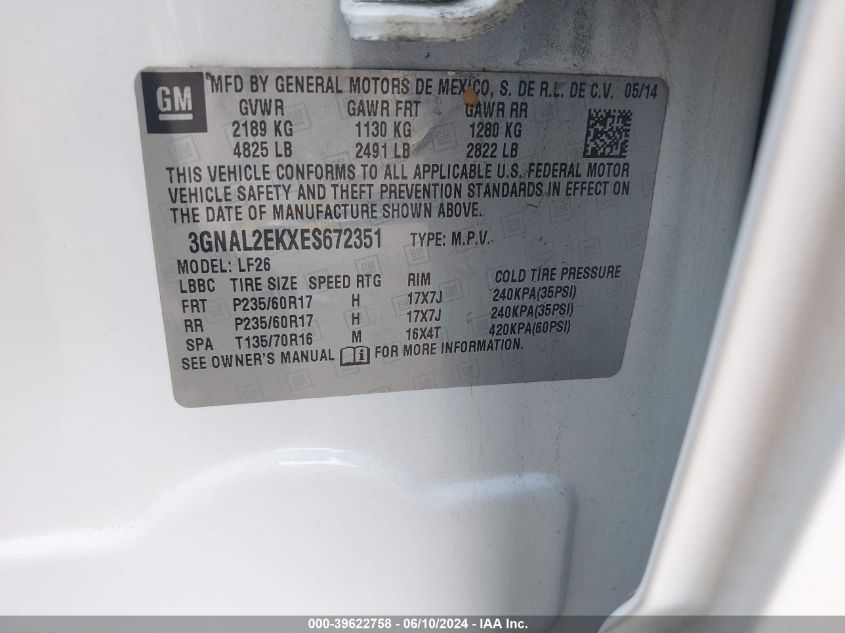 GM
MFD BY GENERAL MOTORS DE MEXICO, S. DE R.L. DE C.V. 05/14
GVWR GAWR FRT GAWR RR
2189 KG 1130 KG 1280 KG
4825 LB 2491 LB 2822 LB
THIS VEHICLE CONFORMS TO ALL APPLICABLE U.S. FEDERAL MOTOR
VEHICLE SAFETY AND THEFT PREVENTION STANDARDS IN EFFECT ON
THE DATE OF MANUFACTURE SHOWN ABOVE.
3GNAL2EKXES672351 TYPE: M.P.V.
MODEL: LF26
LBBC TIRE SIZE SPEED RTG RIM COLD TIRE PRESSURE
FRT P235/60R17 H 17X7J 240KPA(35PSI)
RR P235/60R17 H 17X7J 240KPA(35PSI)
SPA T135/70R16 M 16X4T 420KPA(60PSI)
SEE OWNER'S MANUAL FOR MORE INFORMATION.
000-39622758 - 06/10/2024 - IAA Inc.